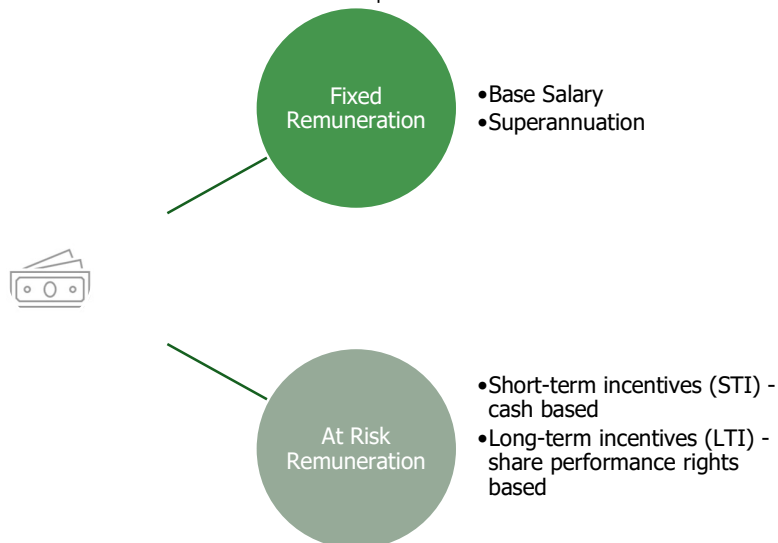 Fixed
Remuneration
•Base Salary
•Superannuation
At Risk
Remuneration
•Short-term incentives (STI) -
cash based
•Long-term incentives (LTI) -
share performance rights
based